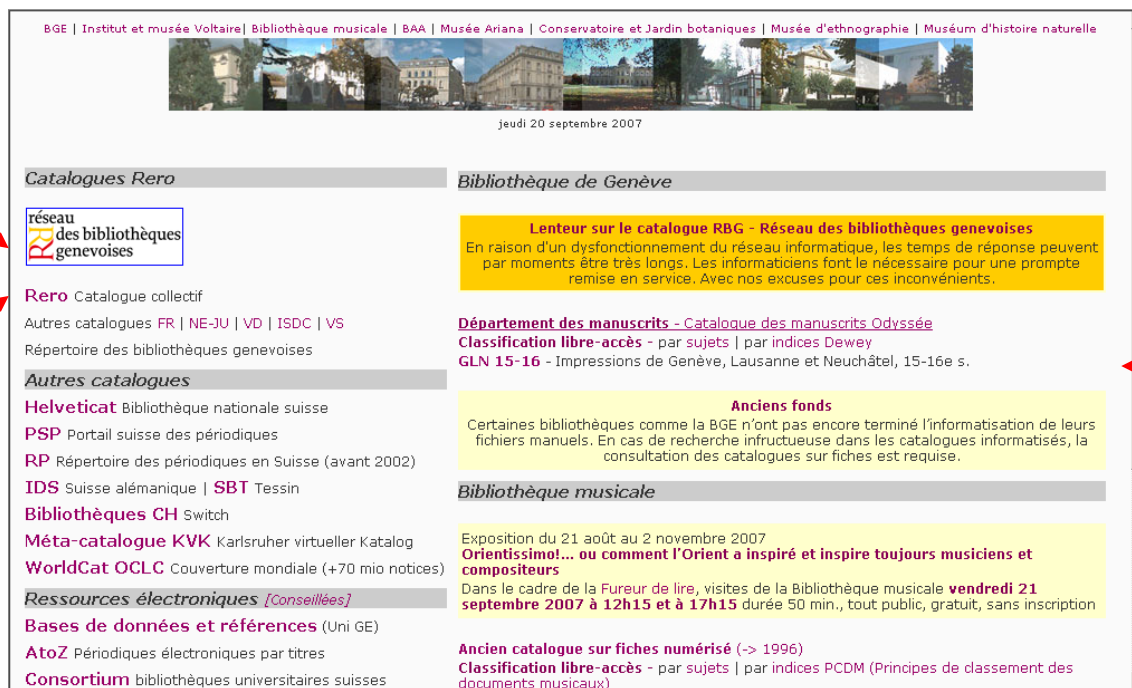 BGE | Institut et musée Voltaire| Bibliothèque musicale | BAA | Musée Ariana | Conservatoire et Jardin botaniques | Musée d'ethnographie | Muséum d'histoire naturelle
jeudi 20 septembre 2007
Catalogues Rero
réseau
des bibliothèques
genevoises
Rero Catalogue collectif
Autres catalogues FR | NE-JU | VD | ISDC | VS
Répertoire des bibliothèques genevoises
Autres catalogues
Helveticat Bibliothèque nationale suisse
PSP Portail suisse des périodiques
RP Répertoire des périodiques en Suisse (avant 2002)
IDS Suisse alémanique | SBT Tessin
Bibliothèques CH Switch
Méta-catalogue KVK Karlsruher virtueller Katalog
WorldCat OCLC Couverture mondiale (+70 mio notices)
Ressources électroniques [Conseillées]
Bases de données et références (Uni GE)
AtoZ Périodiques électroniques par titres
Consortium bibliothèques universitaires suisses
Bibliothèque de Genève
Lenteur sur le catalogue RBG - Réseau des bibliothèques genevoises
En raison d'un dysfonctionnement du réseau informatique, les temps de réponse peuvent
par moments être très longs. Les informaticiens font le nécessaire pour une prompte
remise en service. Avec nos excuses pour ces inconvénients.
Département des manuscrits - Catalogue des manuscrits Odyssée
Classification libre-accès - par sujets | par indices Dewey
GLN 15-16 - Impressions de Genève, Lausanne et Neuchâtel, 15-16e s.
Anciens fonds
Certaines bibliothèques comme la BGE n'ont pas encore terminé l'informatisation de leurs
fichiers manuels. En cas de recherche infructueuse dans les catalogues informatisés, la
consultation des catalogues sur fiches est requise.
Bibliothèque musicale
Exposition du 21 août au 2 novembre 2007
Orientissimo!... ou comment l'Orient a inspiré et inspire toujours musiciens et
compositeurs
Dans le cadre de la Fureur de lire, visites de la Bibliothèque musicale vendredi 21
septembre 2007 à 12h15 et à 17h15 durée 50 min., tout public, gratuit, sans inscription
Ancien catalogue sur fiches numérisé (-> 1996)
Classification libre-accès - par sujets | par indices PCDM (Principes de classement des
documents musicaux)